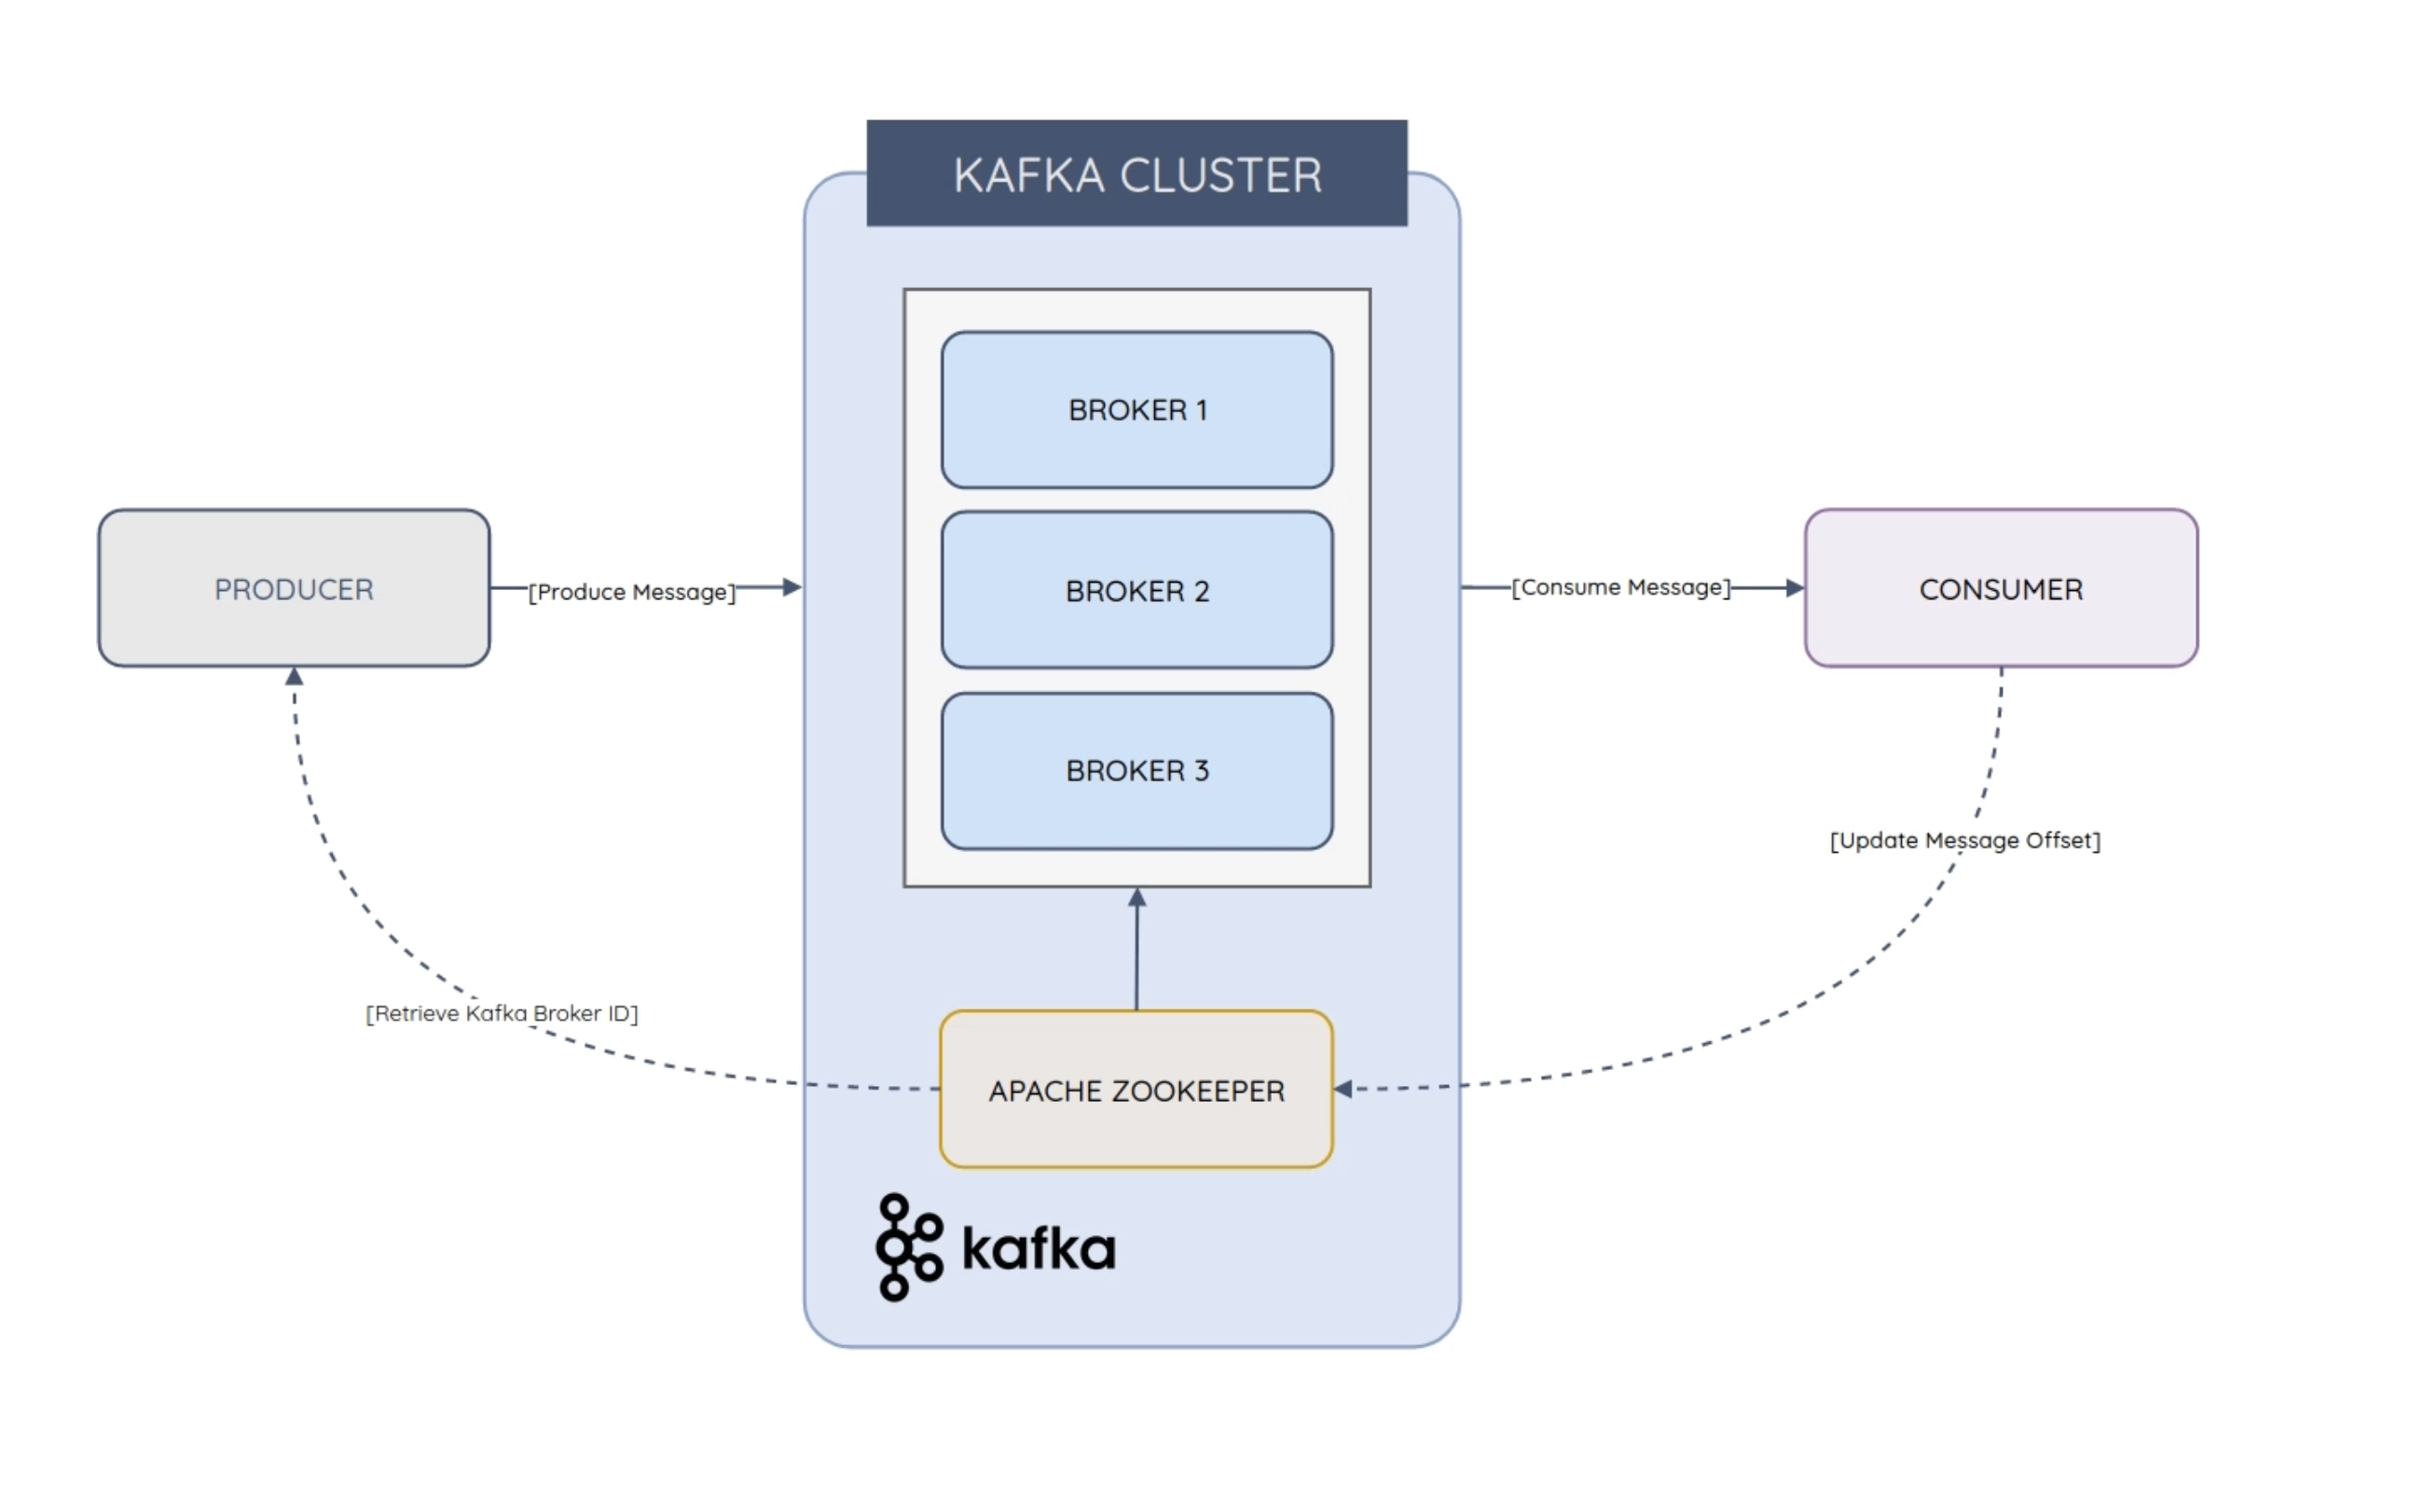 KAFKA CLUSTER
BROKER 1
PRODUCER
[Produce Message]
BROKER 2
[Consume Message]
CONSUMER
BROKER 3
[Update Message Offset]
[Retrieve Kafka Broker ID]
APACHE ZOOKEEPER
kafka